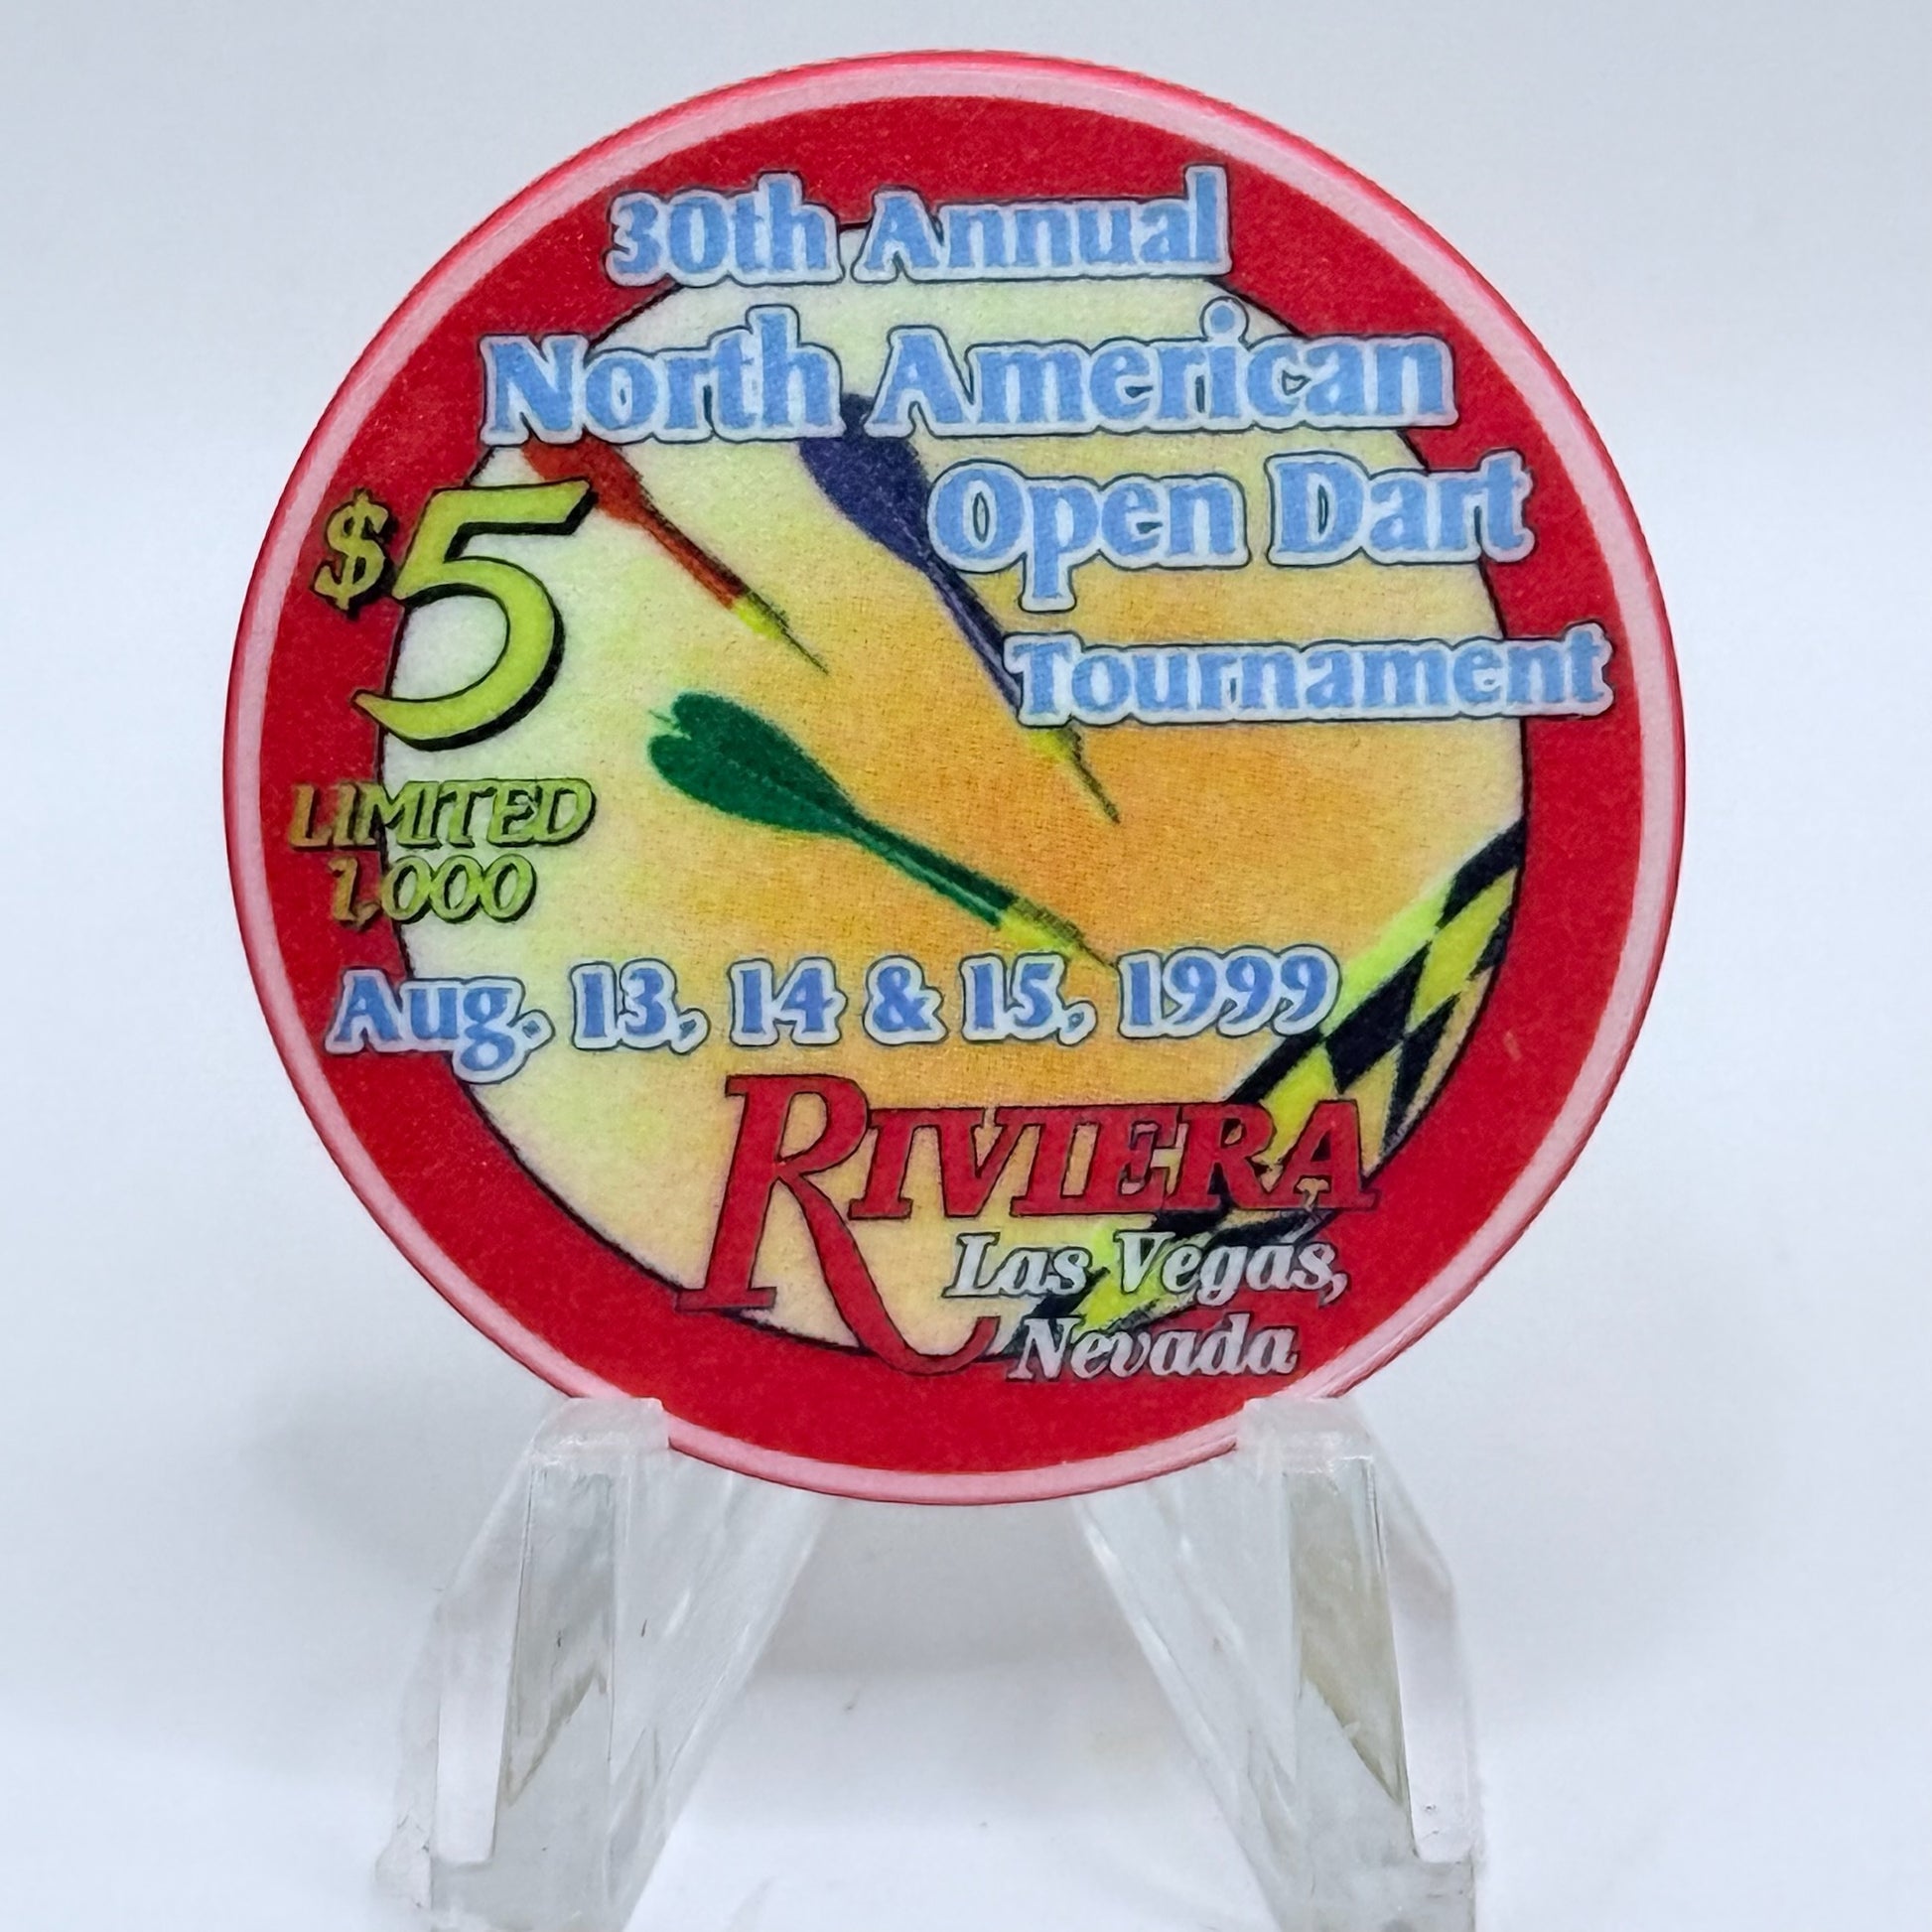 30th Annual
North American
Open Dart
Tournament
$5
LIMITED
1,000
Aug. 13, 14 & 15, 1999
RIVIERA
Las Vegas,
Nevada